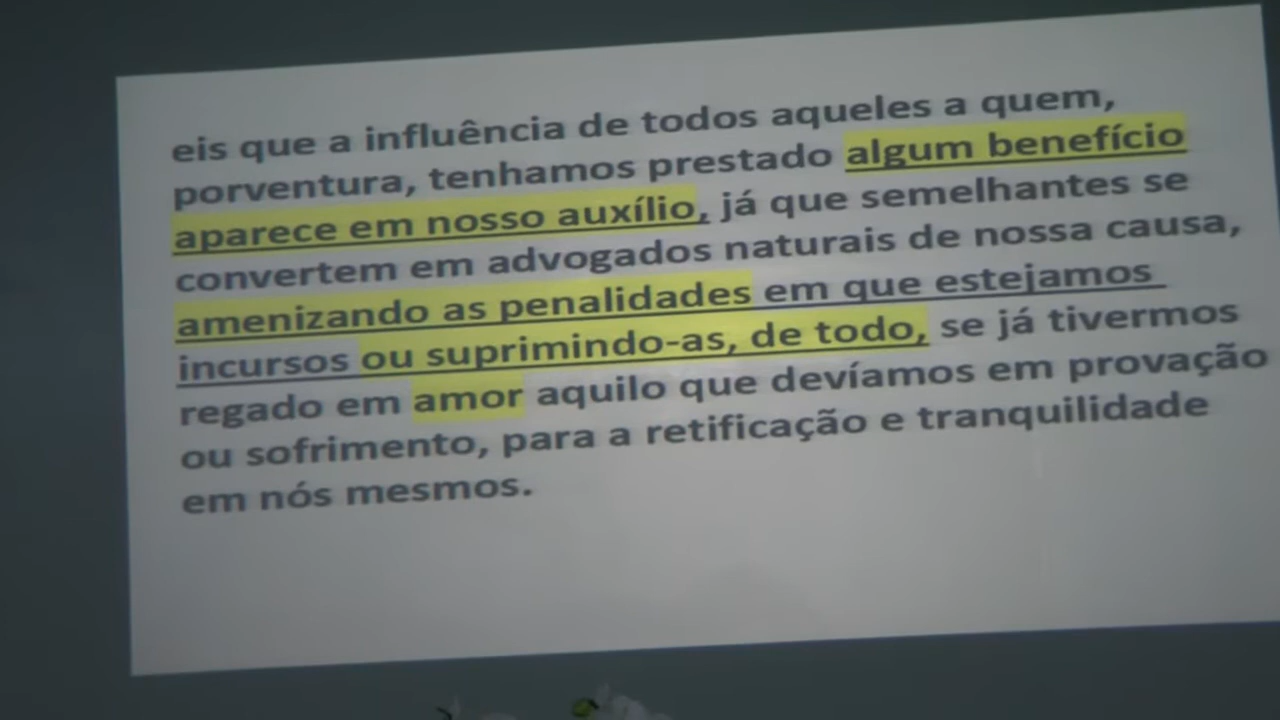 eis que a influência de todos aqueles a quem,
porventura, tenhamos prestado algum benefício
aparece em nosso auxílio, já que semelhantes se
convertem em advogados naturais de nossa causa,
amenizando as penalidades em que estejamos
incursos ou suprimindo-as, de todo, se já tivermos
regado em amor aquilo que devíamos em provação
ou sofrimento, para a retificação e tranquilidade
em nós mesmos.